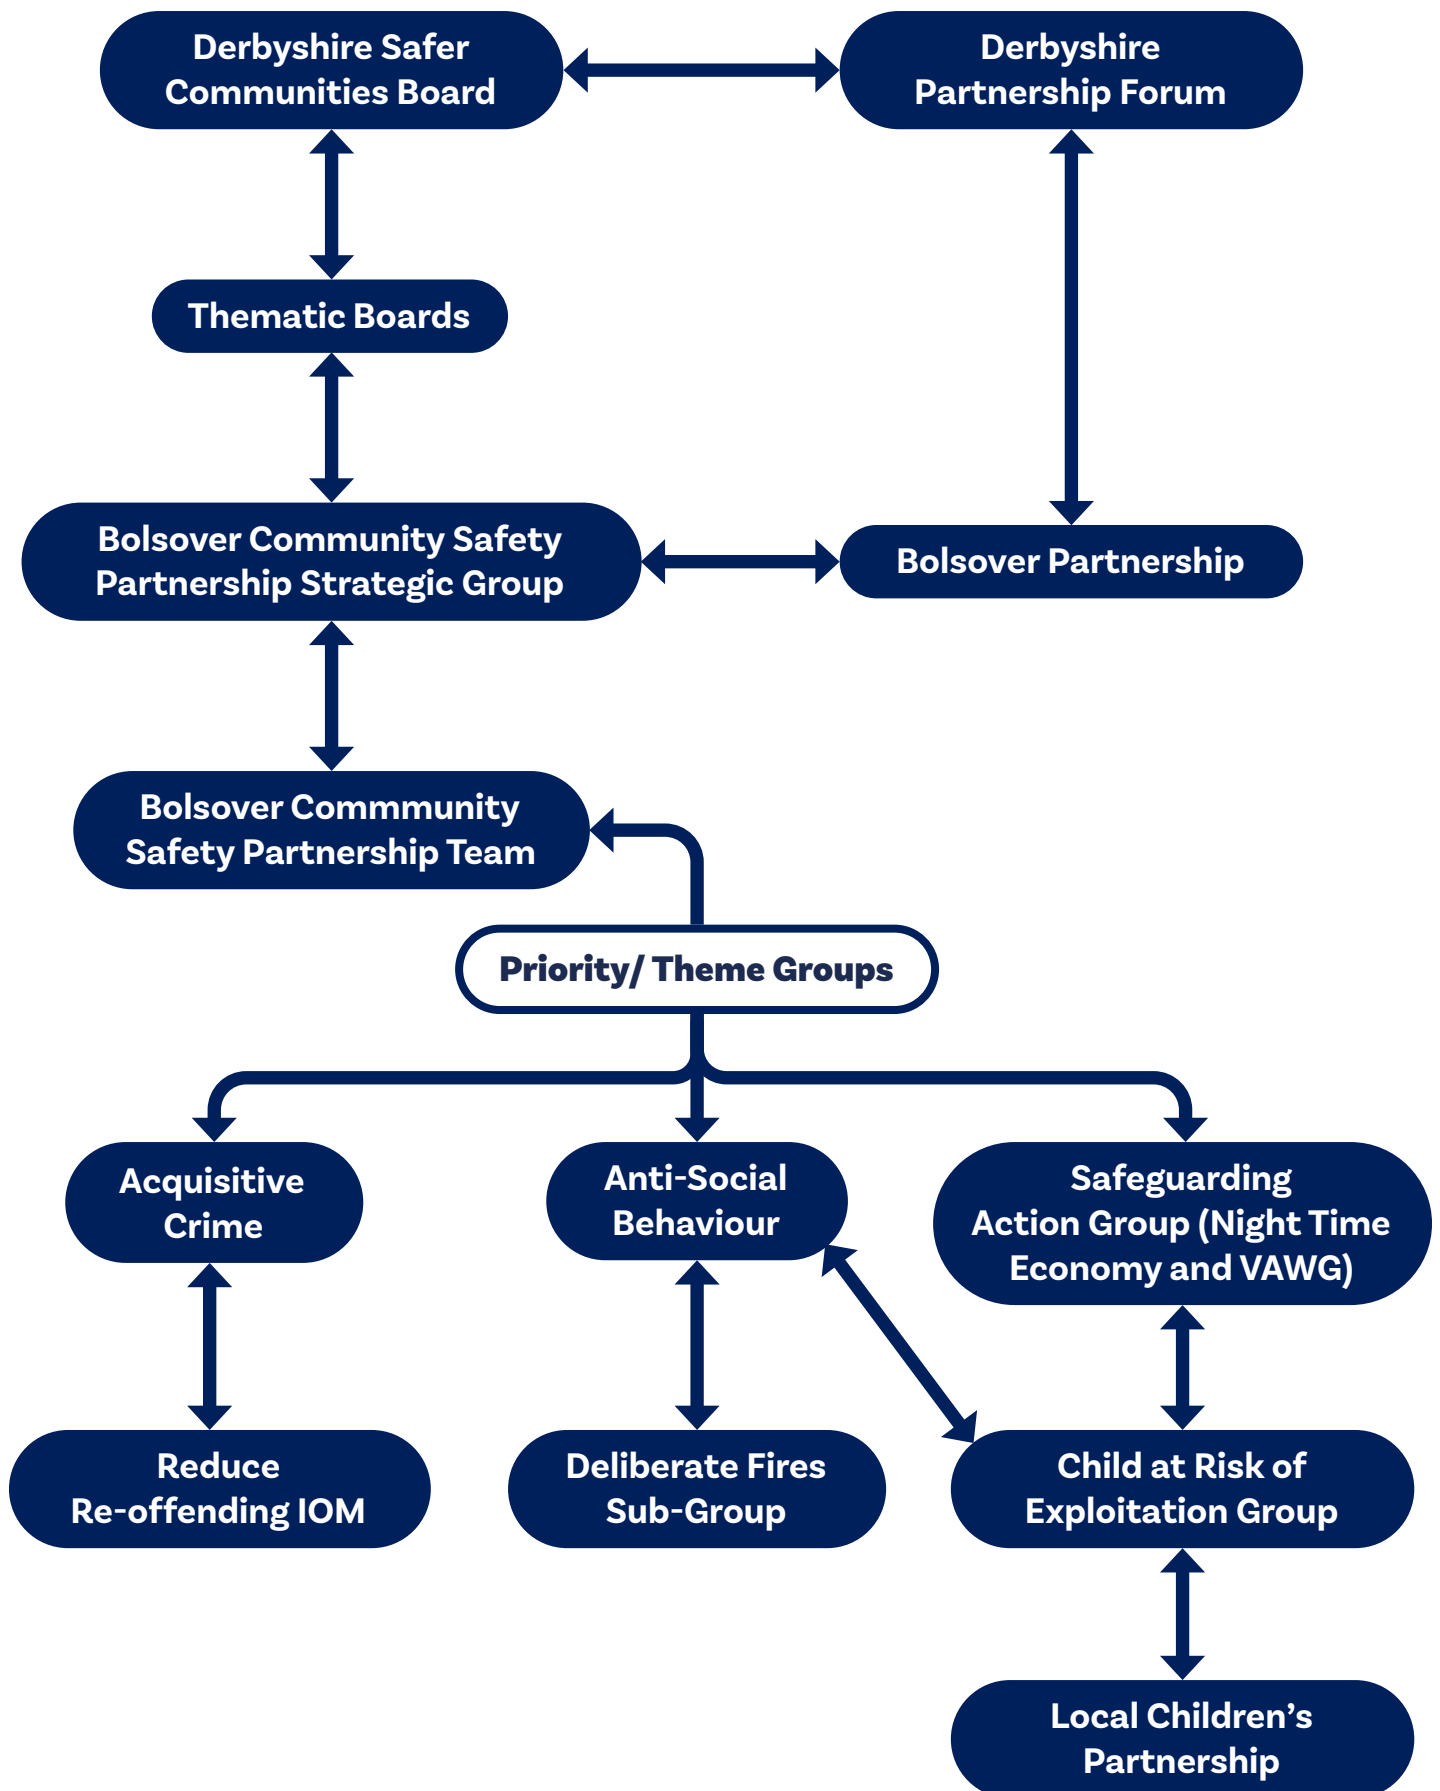 Derbyshire Safer
Communities Board
Derbyshire
Partnership Forum
Thematic Boards
Bolsover Community Safety
Partnership Strategic Group
Bolsover Partnership
Bolsover Commmunity
Safety Partnership Team
Priority/ Theme Groups
Acquisitive
Crime
Anti-Social
Behaviour
Safeguarding
Action Group (Night Time
Economy and VAWG)
Reduce
Re-offending IOM
Deliberate Fires
Sub-Group
Child at Risk of
Exploitation Group
Local Children’s
Partnership